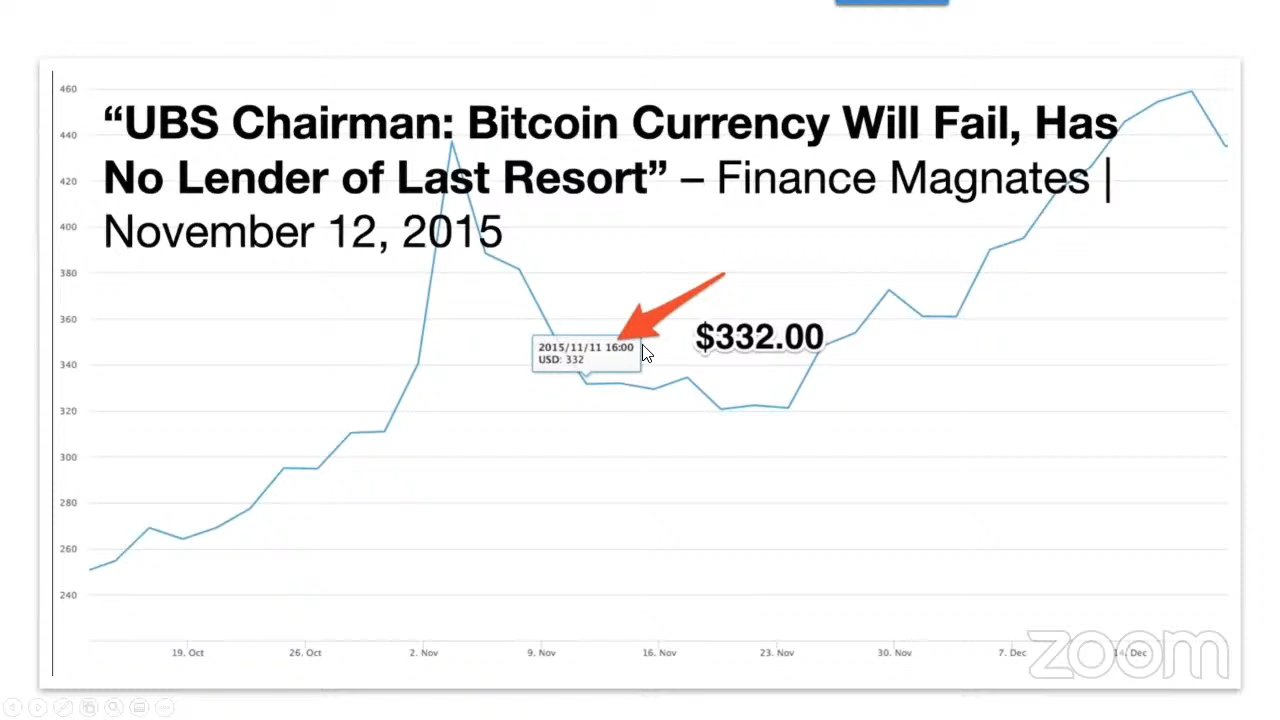 “UBS Chairman: Bitcoin Currency Will Fail, Has
No Lender of Last Resort” – Finance Magnates |
November 12, 2015
460
440
420
400
380
360
340
320
300
280
260
240
2015/11/11 16:00
USD: 332
$332.00
19. Oct
26. Oct
2. Nov
9. Nov
16. Nov
23. Nov
30. Nov
7. Dec
14. Dec
zoom